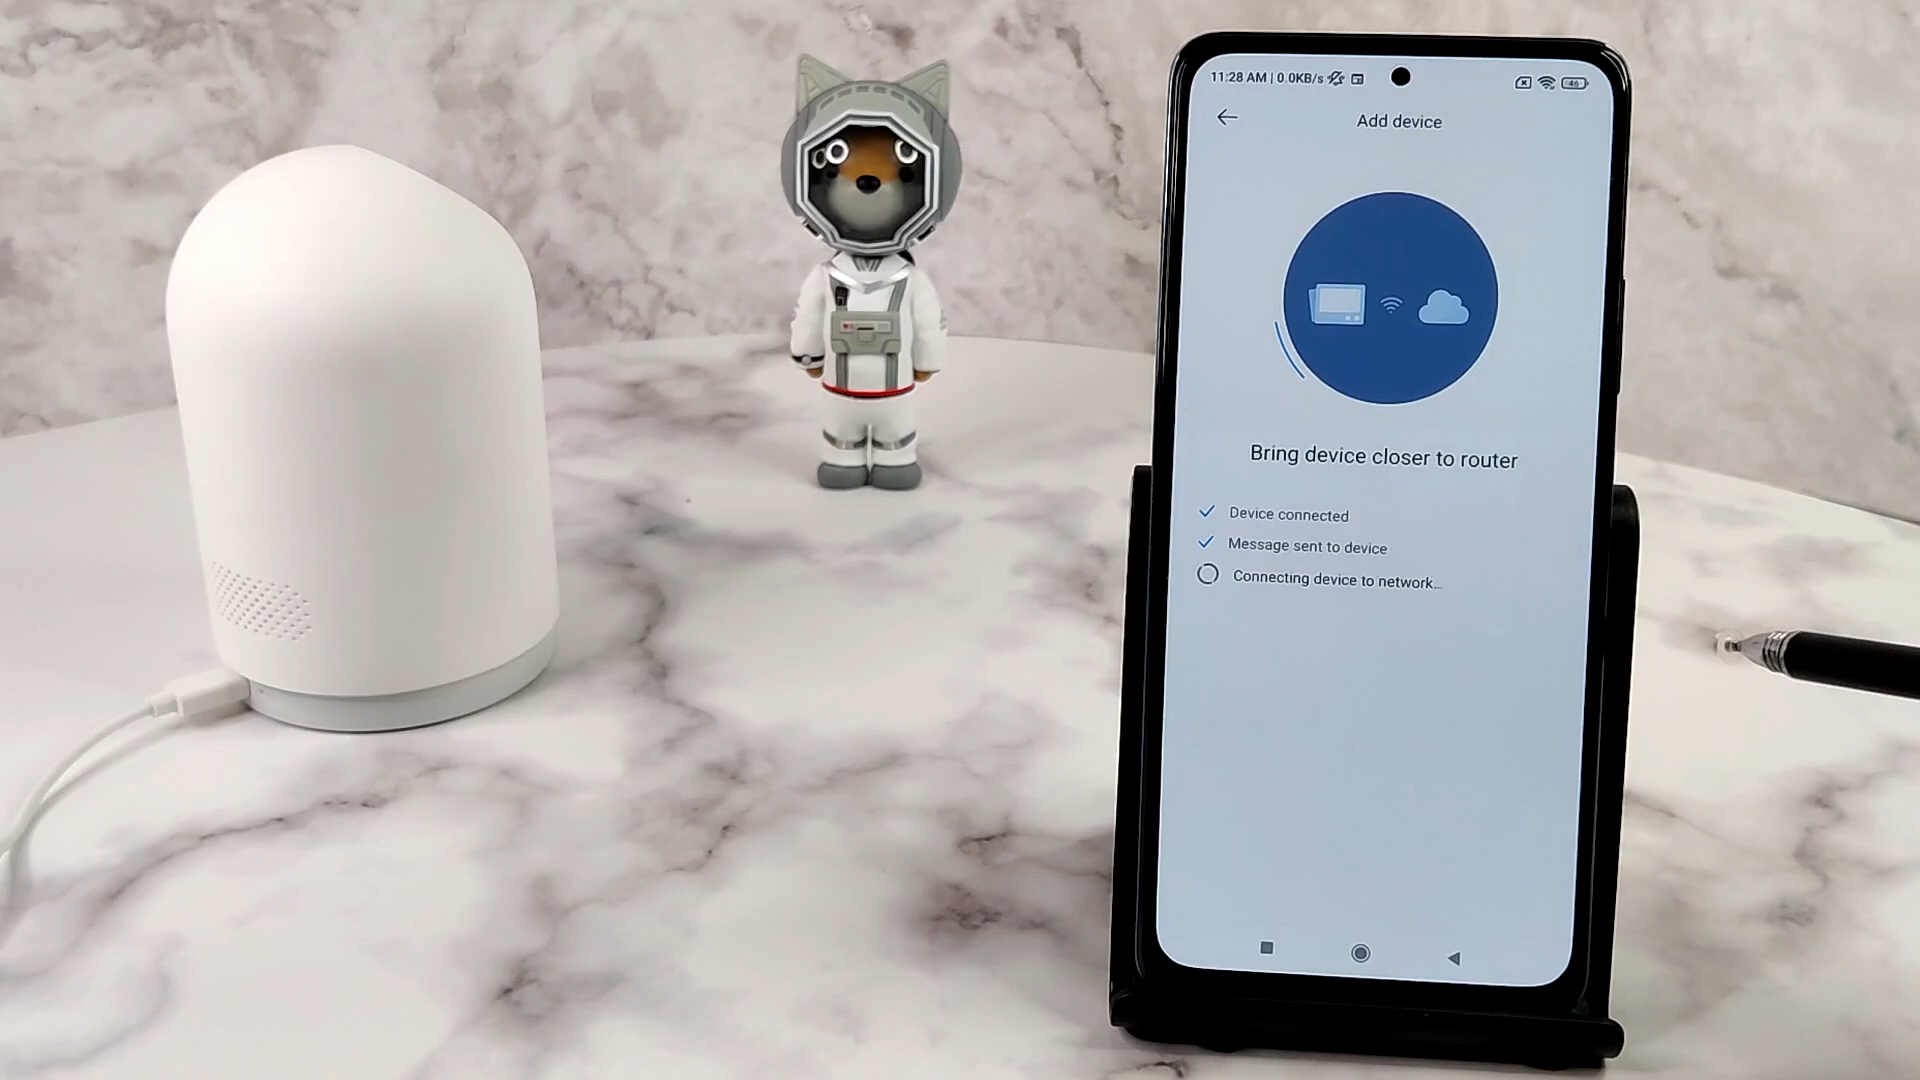 11:28 AM | 0.0KB/s
46
Add device
Bring device closer to router
Device connected
Message sent to device
Connecting device to network...